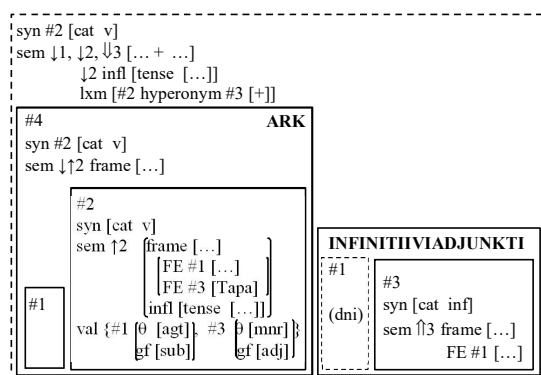 syn #2 [cat v]
sem ↓1, ↓2, ⇓3 [… + …]
↓2 infl [tense […]]
lxm [#2 hyperonym #3 [+]]
#4 ARK
syn #2 [cat v]
sem ↓↑2 frame […]
#2
syn [cat v]
sem ↑2 frame […]
FE #1 […]
FE #3 [Tapa]
infl [tense […]]
val {#1 θ [agt], #3 θ [mnr]}
gf [sub] gf [adj]
#1
INFINITIIVIADJUNKTI
#1
(dni)
#3
syn [cat inf]
sem ⇑3 frame […]
FE #1 […]